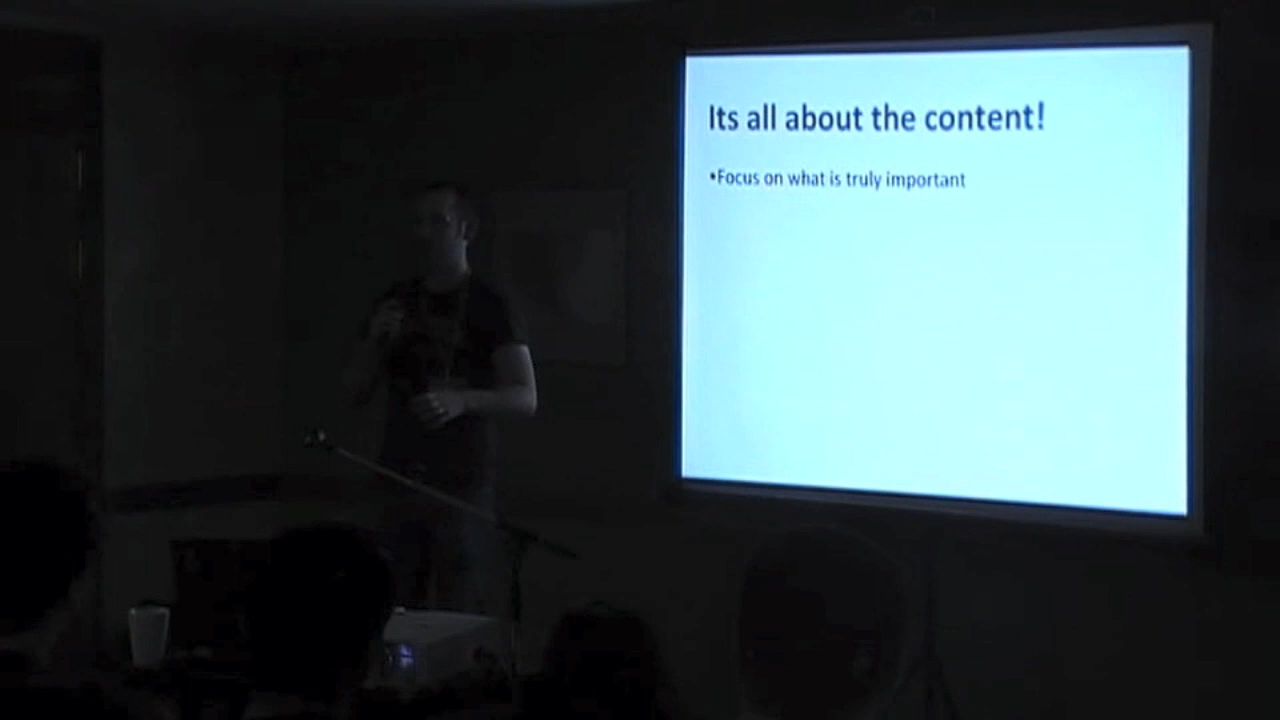 Its all about the content!
•Focus on what is truly important